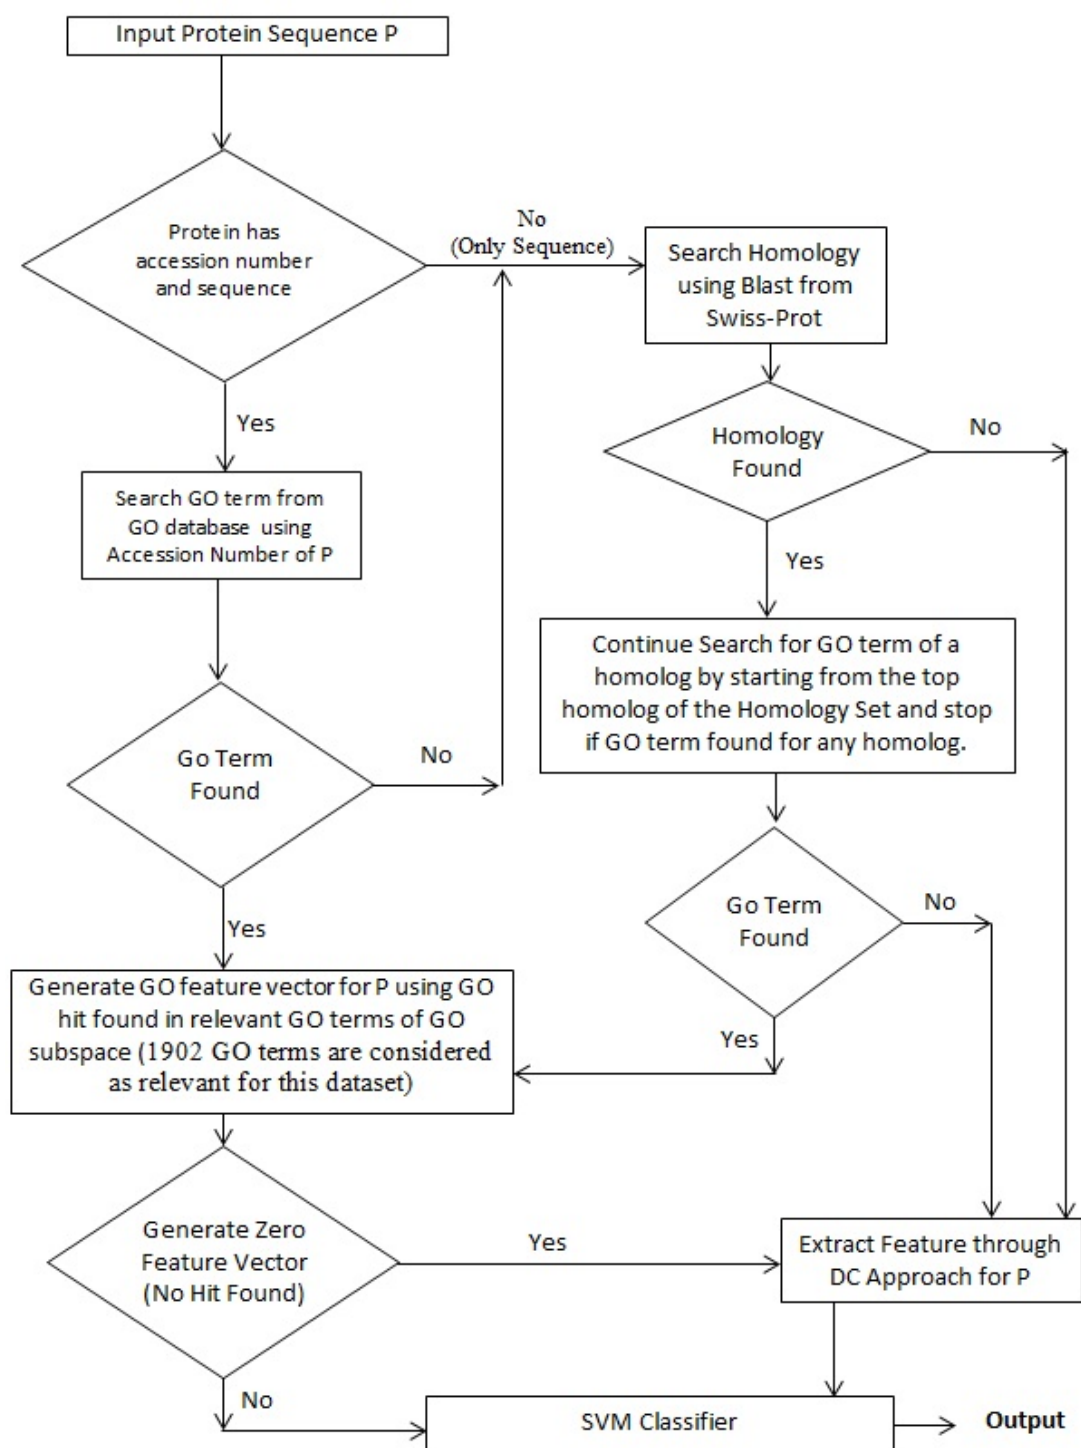 Input Protein Sequence P
Protein has
accession number
and sequence
No
(Only Sequence)
Search Homology
using Blast from
Swiss-Prot
Yes
Homology
Found
No
Search GO term from
GO database using
Accession Number of P
Yes
Continue Search for GO term of a
homolog by starting from the top
homolog of the Homology Set and stop
if GO term found for any homolog.
Go Term
Found
No
Go Term
Found
No
Yes
Generate GO feature vector for P using GO
hit found in relevant GO terms of GO
subspace (1902 GO terms are considered
as relevant for this dataset)
Yes
Generate Zero
Feature Vector
(No Hit Found)
Yes
Extract Feature through
DC Approach for P
No
SVM Classifier
Output